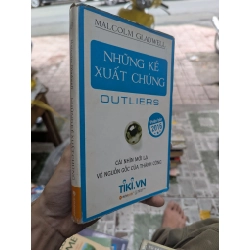 MALCOLM GLADWELL
NHỮNG KẺ
XUẤT CHÚNG
OUTLIERS
CÁI NHÌN MỚI LẠ
VỀ NGUỒN GỐC CỦA THÀNH CÔNG
TIKI.VN